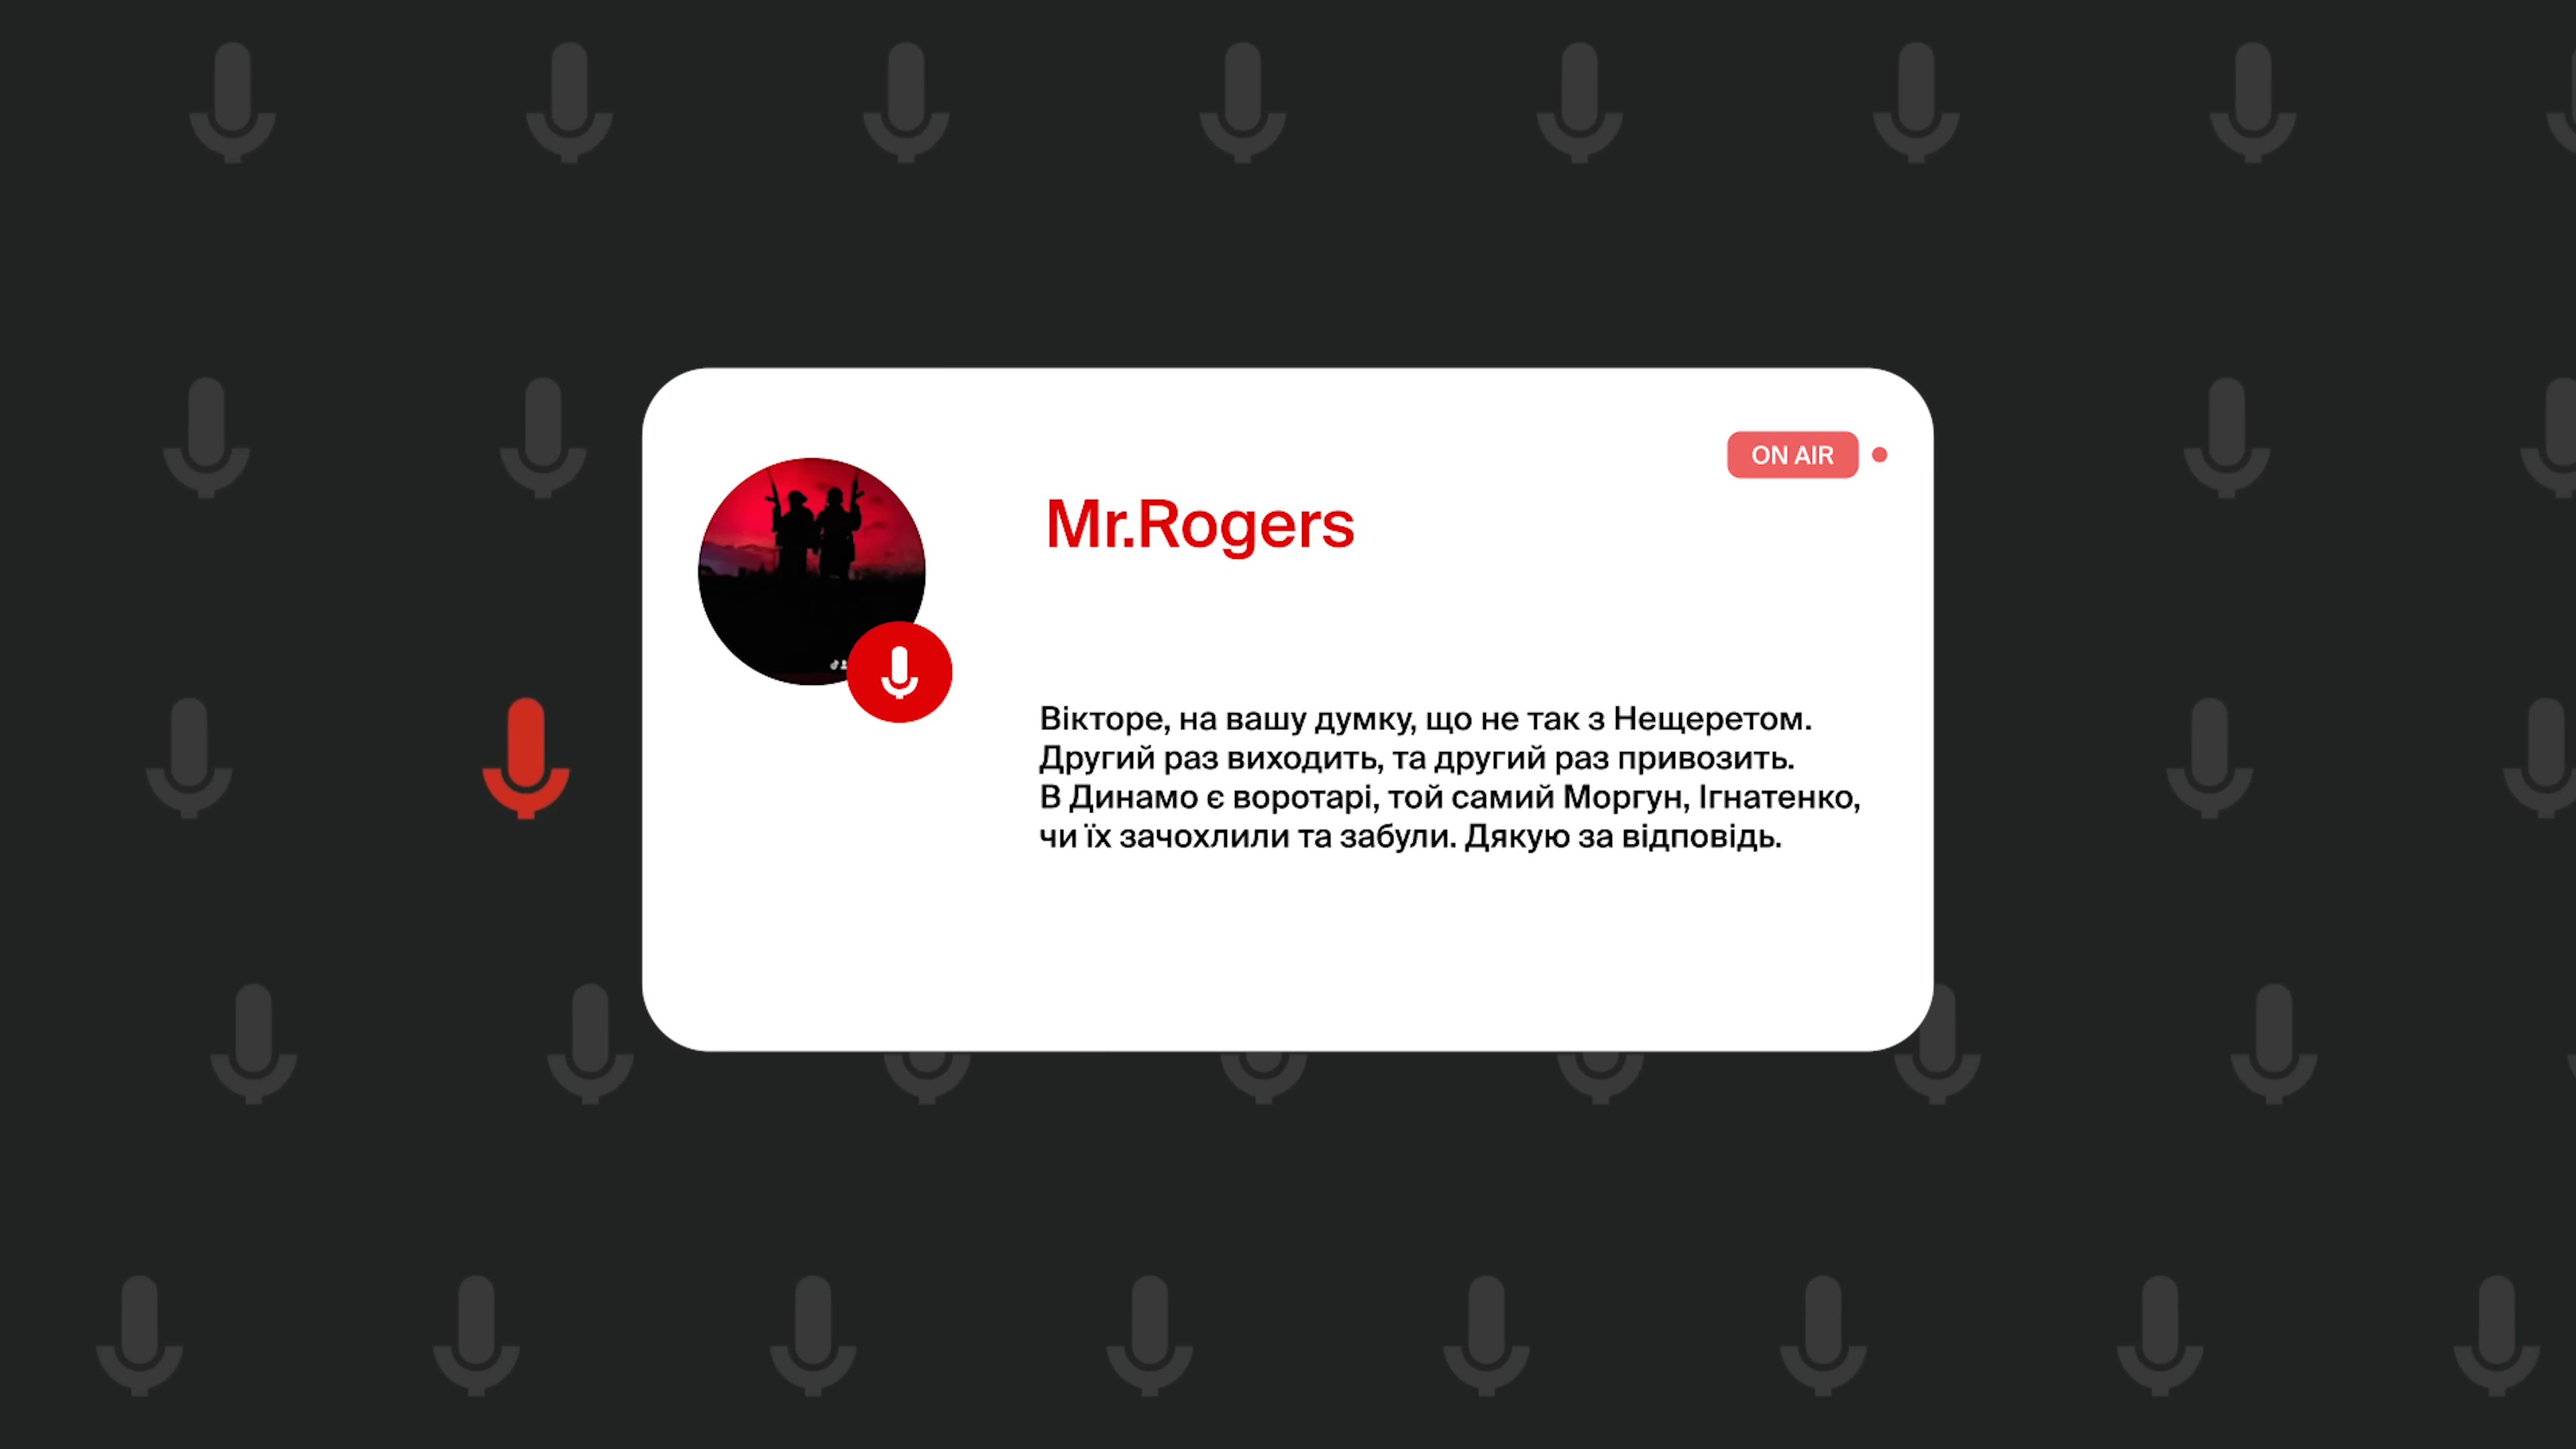 ON AIR
Mr.Rogers
Вікторе, на вашу думку, що не так з Нещеретом.
Другий раз виходить, та другий раз привозить.
В Динамо є воротарі, той самий Моргун, Ігнатенко,
чи їх зачохлили та забули. Дякую за відповідь.